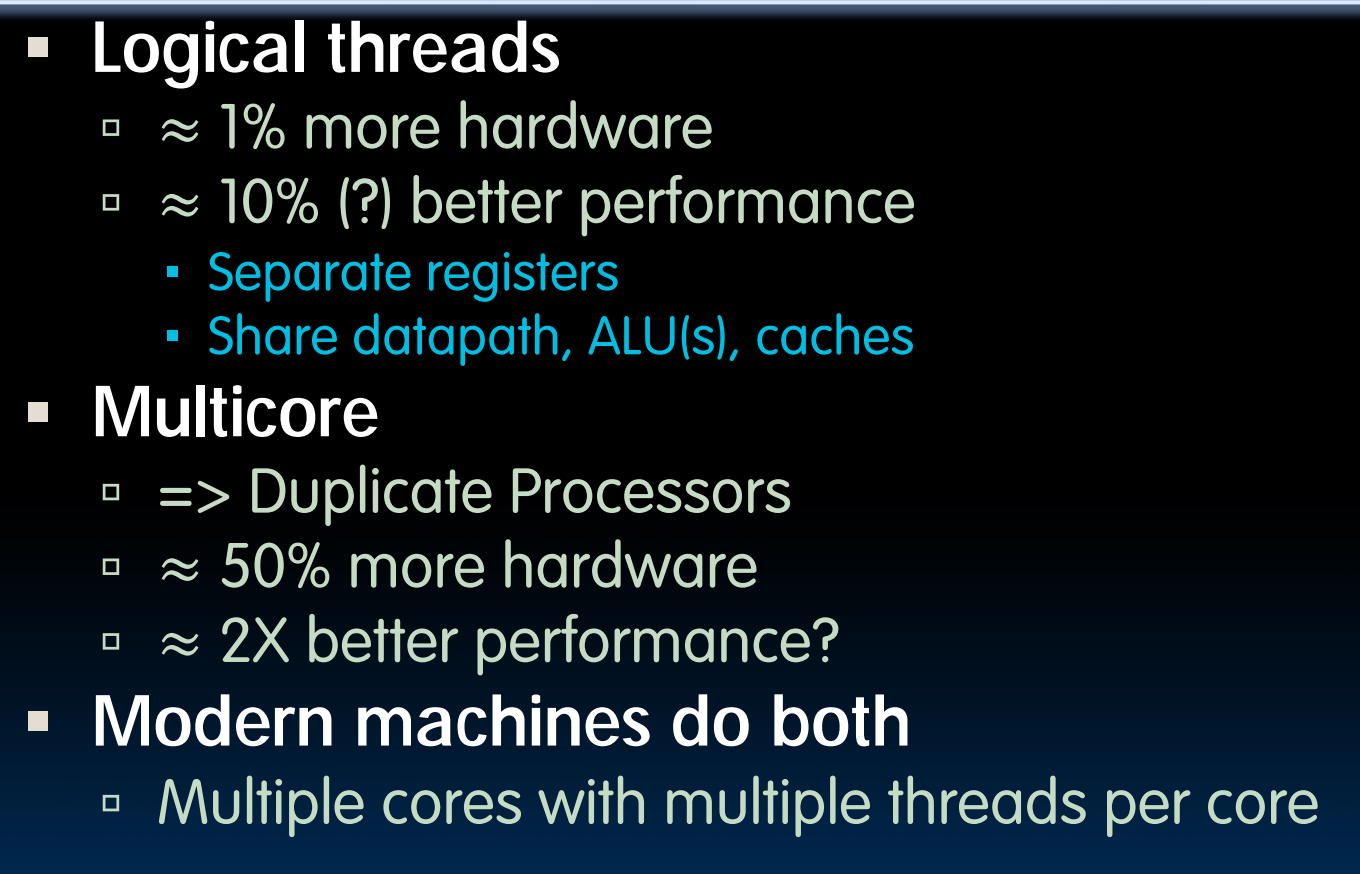 Logical threads
≈ 1% more hardware
≈ 10% (?) better performance
Separate registers
Share datapath, ALU(s), caches
Multicore
=> Duplicate Processors
≈ 50% more hardware
≈ 2X better performance?
Modern machines do both
Multiple cores with multiple threads per core